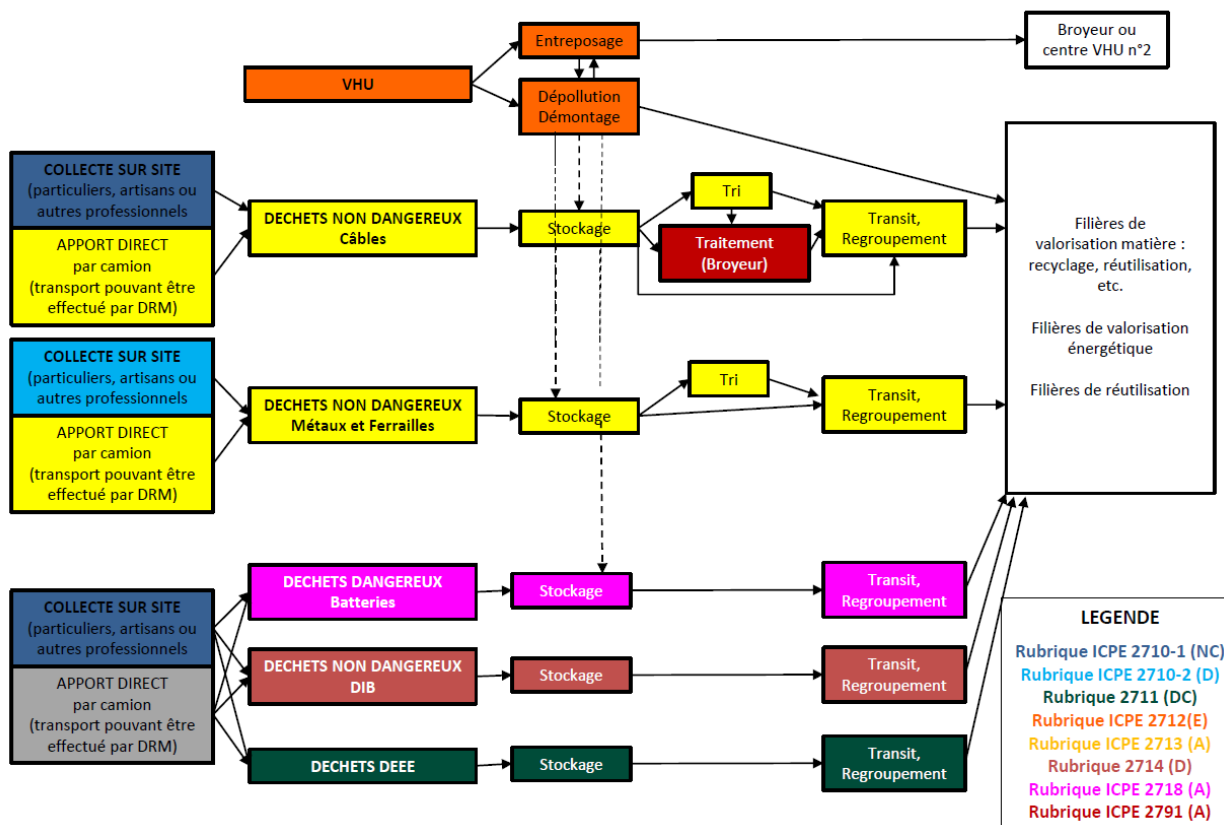 Entreposage
Broyeur ou
centre VHU n°2
VHU
Dépollution
Démontage
COLLECTE SUR SITE
(particuliers, artisans ou
autres professionnels
APPORT DIRECT
par camion
(transport pouvant être
effectué par DRM)
DECHETS NON DANGEREUX
Câbles
Stockage
Tri
Traitement
(Broyeur)
Transit,
Regroupement
Filières de
valorisation matière :
recyclage, réutilisation,
etc.
Filières de valorisation
énergétique
Filières de réutilisation
COLLECTE SUR SITE
(particuliers, artisans ou
autres professionnels
APPORT DIRECT
par camion
(transport pouvant être
effectué par DRM)
DECHETS NON DANGEREUX
Métaux et Ferrailles
Stockage
Tri
Transit,
Regroupement
COLLECTE SUR SITE
(particuliers, artisans ou
autres professionnels
APPORT DIRECT
par camion
(transport pouvant être
effectué par DRM)
DECHETS DANGEREUX
Batteries
Stockage
Transit,
Regroupement
DECHETS NON DANGEREUX
DIB
Stockage
Transit,
Regroupement
DECHETS DEEE
Stockage
Transit,
Regroupement
LEGENDE
Rubrique ICPE 2710-1 (NC)
Rubrique ICPE 2710-2 (D)
Rubrique 2711 (DC)
Rubrique ICPE 2712(E)
Rubrique ICPE 2713 (A)
Rubrique 2714 (D)
Rubrique ICPE 2718 (A)
Rubrique ICPE 2791 (A)